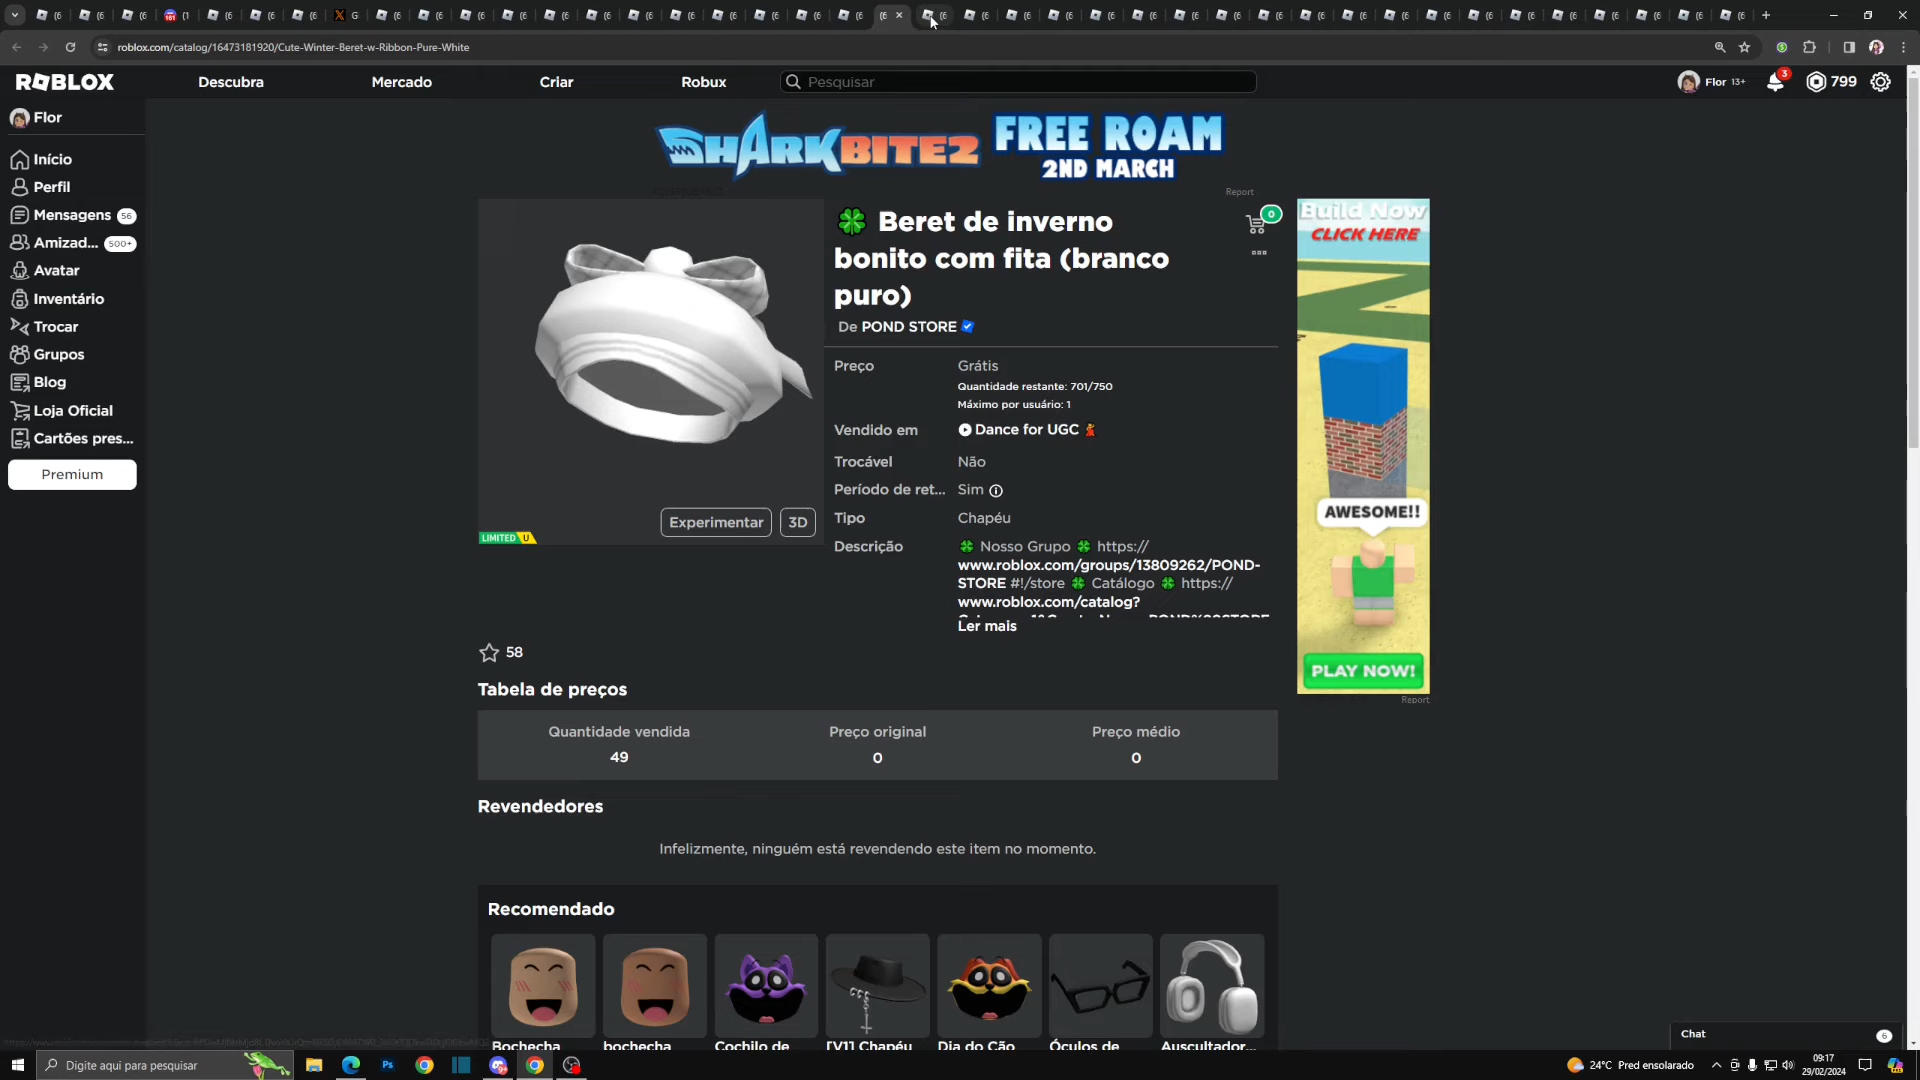 roblox.com/catalog/16473181920/Cute-Winter-Beret-w-Ribbon-Pure-White
ROBLOX
Descubra
Mercado
Criar
Robux
Pesquisar
Flor 13+
3
799
Flor
Início
Perfil
Mensagens 56
Amizad... 500+
Avatar
Inventário
Trocar
Grupos
Blog
Loja Oficial
Cartões pres...
Premium
SHARKBITE2 FREE ROAM
2ND MARCH
Report
🍀 Beret de inverno
bonito com fita (branco
puro)
0
De POND STORE
Preço
Grátis
Quantidade restante: 701/750
Máximo por usuário: 1
Vendido em
Dance for UGC 💃
Trocável
Não
Período de ret...
Sim
Tipo
Chapéu
Descrição
🍀 Nosso Grupo 🍀 https://
www.roblox.com/groups/13809262/POND-
STORE #!/store 🍀 Catálogo 🍀 https://
www.roblox.com/catalog?
Ler mais
Experimentar
3D
LIMITED U
58
Build Now
CLICK HERE
AWESOME!!
PLAY NOW!
Report
Tabela de preços
Quantidade vendida
49
Preço original
0
Preço médio
0
Revendedores
Infelizmente, ninguém está revendendo este item no momento.
Recomendado
Bochecha
bochecha
Cochilo de
[V1] Chapéu
Dia do Cão
Óculos de
Auscultador...
Chat
6
Digite aqui para pesquisar
24°C Pred ensolarado
09:17
29/02/2024